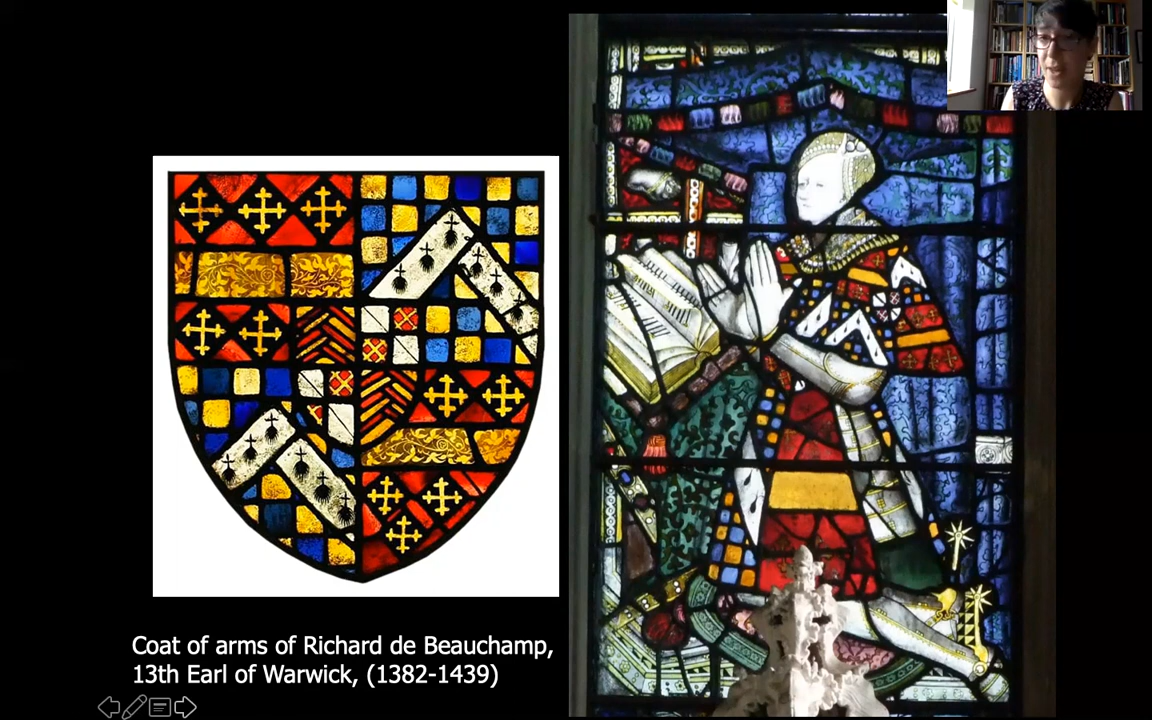 Coat of arms of Richard de Beauchamp,
13th Earl of Warwick, (1382-1439)